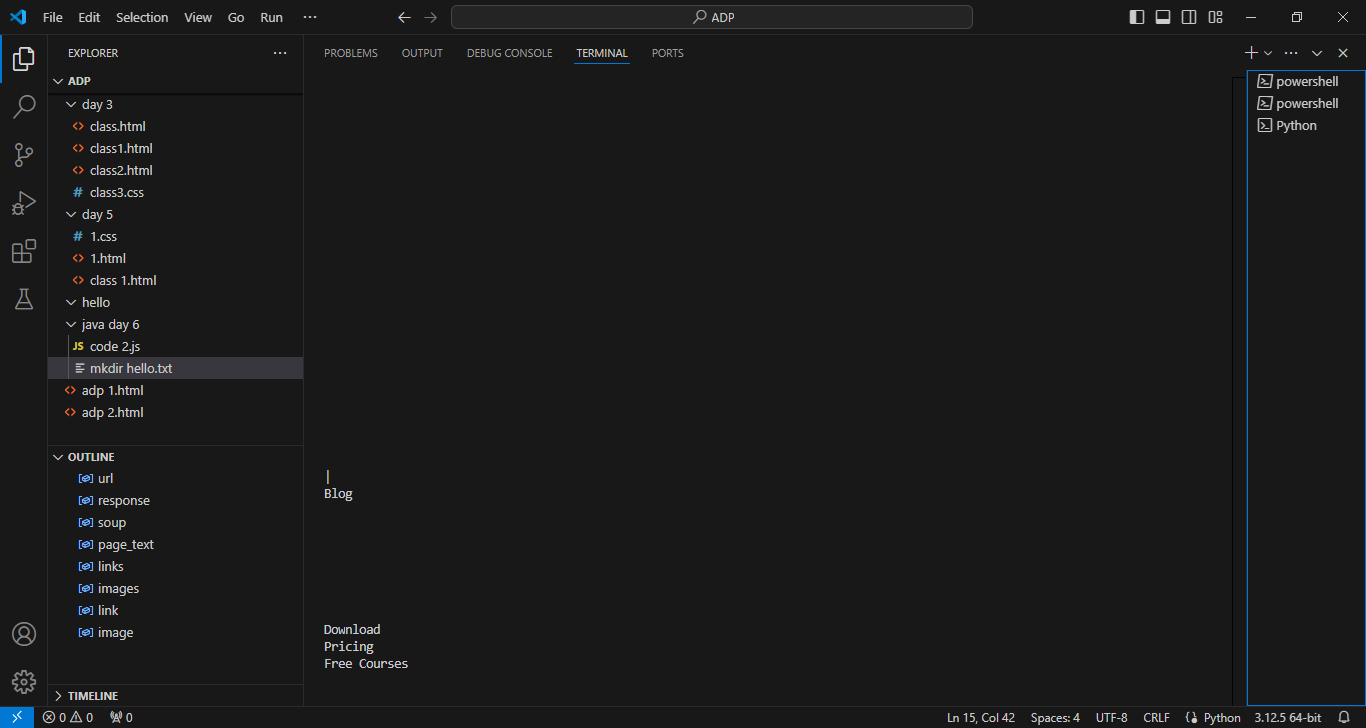 File Edit Selection View Go Run ···
ADP
EXPLORER ···
ADP
day 3
class.html
class1.html
class2.html
class3.css
day 5
1.css
1.html
class 1.html
hello
java day 6
JS code 2.js
mkdir hello.txt
adp 1.html
adp 2.html
OUTLINE
url
response
soup
page_text
links
images
link
image
TIMELINE
PROBLEMS OUTPUT DEBUG CONSOLE TERMINAL PORTS
|
Blog
Download
Pricing
Free Courses
powershell
powershell
Python
0 0 0
Ln 15, Col 42 Spaces: 4 UTF-8 CRLF Python 3.12.5 64-bit